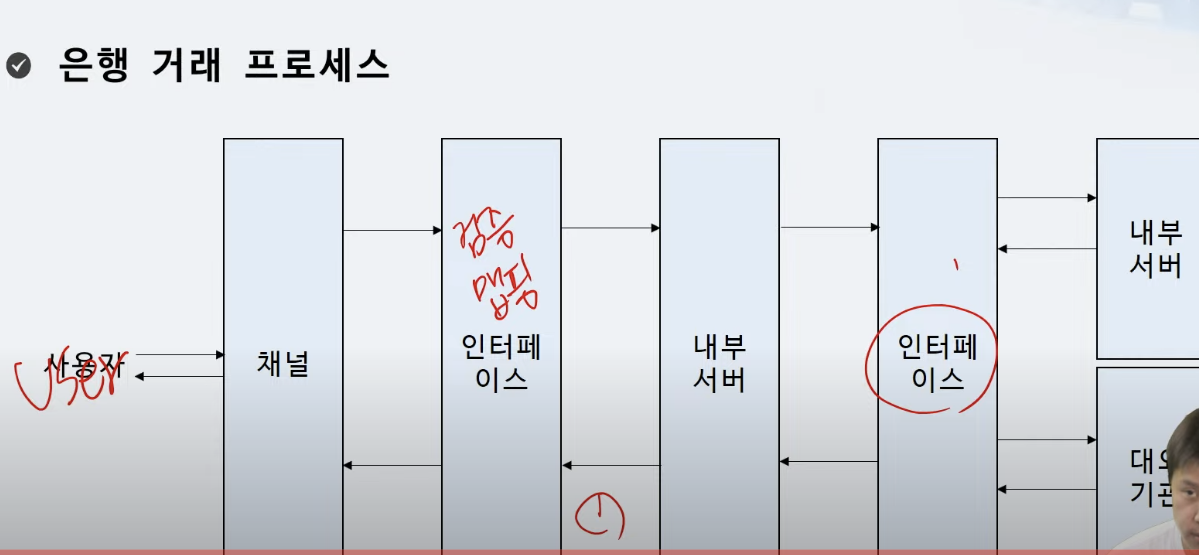 은행 거래 프로세스
검증
매핑
사용자
User
채널
인터페
이스
내부
서버
인터페
이스
내부
서버
대외
기관
①